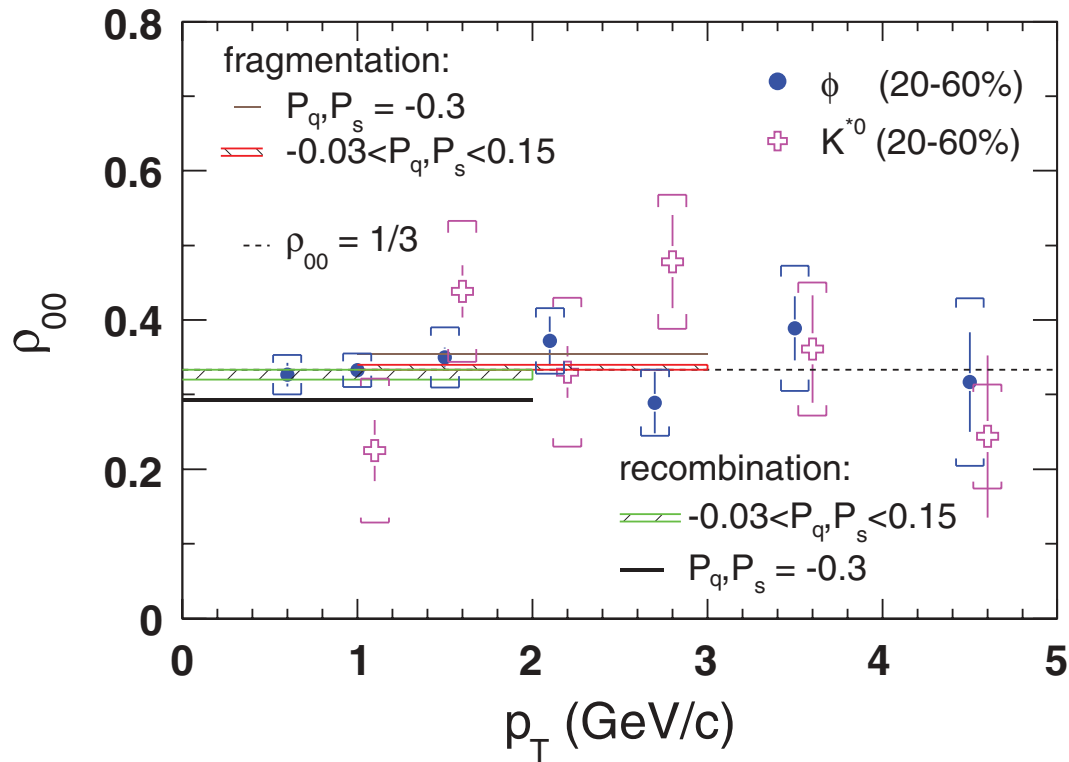 0.8
fragmentation:
P_q,P_s = -0.3
-0.03<P_q,P_s<0.15
ρ_00 = 1/3
ϕ (20-60%)
K^*0 (20-60%)
0.6
0.4
0.2
0
ρ_00
recombination:
-0.03<P_q,P_s<0.15
P_q,P_s = -0.3
0 1 2 3 4 5
p_T (GeV/c)